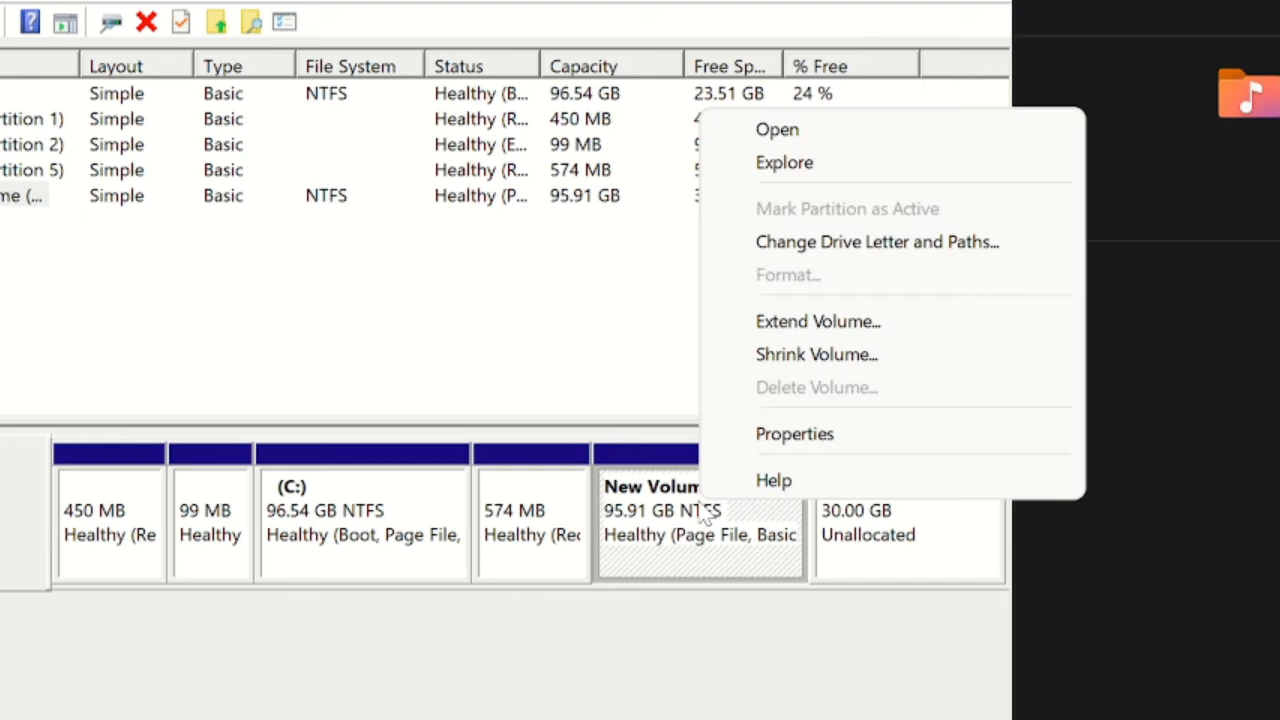 Layout Type File System Status Capacity Free Sp... % Free
Simple Basic NTFS Healthy (B... 96.54 GB 23.51 GB 24 %
tition 1) Simple Basic Healthy (R... 450 MB
tition 2) Simple Basic Healthy (E... 99 MB
tition 5) Simple Basic Healthy (R... 574 MB
me (... Simple Basic NTFS Healthy (P... 95.91 GB
Open
Explore
Mark Partition as Active
Change Drive Letter and Paths...
Format...
Extend Volume...
Shrink Volume...
Delete Volume...
Properties
Help
450 MB
Healthy (Re
99 MB
Healthy
(C:)
96.54 GB NTFS
Healthy (Boot, Page File,
574 MB
Healthy (Rec
New Volum
95.91 GB NTFS
Healthy (Page File, Basic
30.00 GB
Unallocated